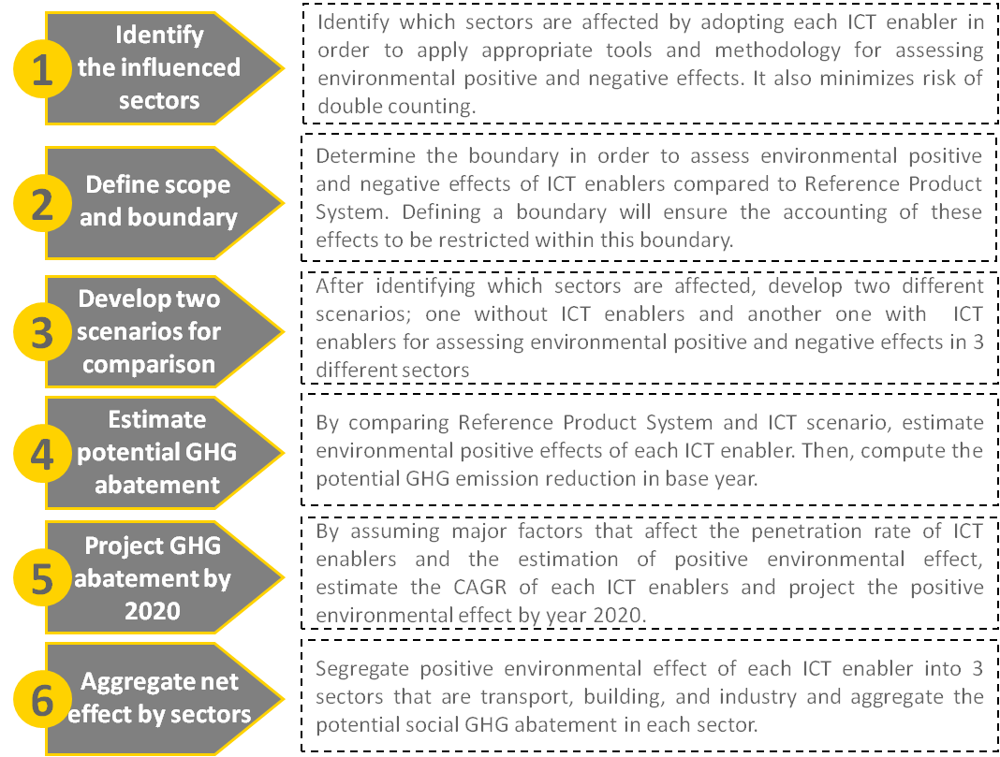 1
Identify
the influenced
sectors
Identify which sectors are affected by adopting each ICT enabler in
order to apply appropriate tools and methodology for assessing
environmental positive and negative effects. It also minimizes risk of
double counting.
2
Define scope
and boundary
Determine the boundary in order to assess environmental positive
and negative effects of ICT enablers compared to Reference Product
System. Defining a boundary will ensure the accounting of these
effects to be restricted within this boundary.
3
Develop two
scenarios for
comparison
After identifying which sectors are affected, develop two different
scenarios; one without ICT enablers and another one with ICT
enablers for assessing environmental positive and negative effects in 3
different sectors
4
Estimate
potential GHG
abatement
By comparing Reference Product System and ICT scenario, estimate
environmental positive effects of each ICT enabler. Then, compute the
potential GHG emission reduction in base year.
5
Project GHG
abatement by
2020
By assuming major factors that affect the penetration rate of ICT
enablers and the estimation of positive environmental effect,
estimate the CAGR of each ICT enablers and project the positive
environmental effect by year 2020.
6
Aggregate net
effect by sectors
Segregate positive environmental effect of each ICT enabler into 3
sectors that are transport, building, and industry and aggregate the
potential social GHG abatement in each sector.